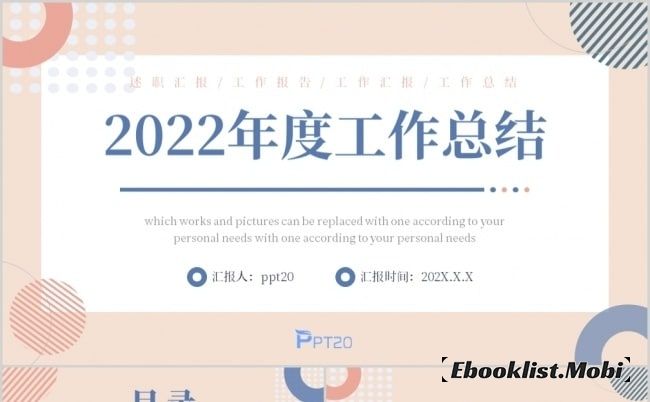 述职汇报/工作报告/工作汇报/工作总结
2022年度工作总结
which works and pictures can be replaced with one according to your
personal needs with one according to your personal needs
汇报人：ppt20 汇报时间：202X.X.X
PPT20
Ebooklist.Mobi
目录